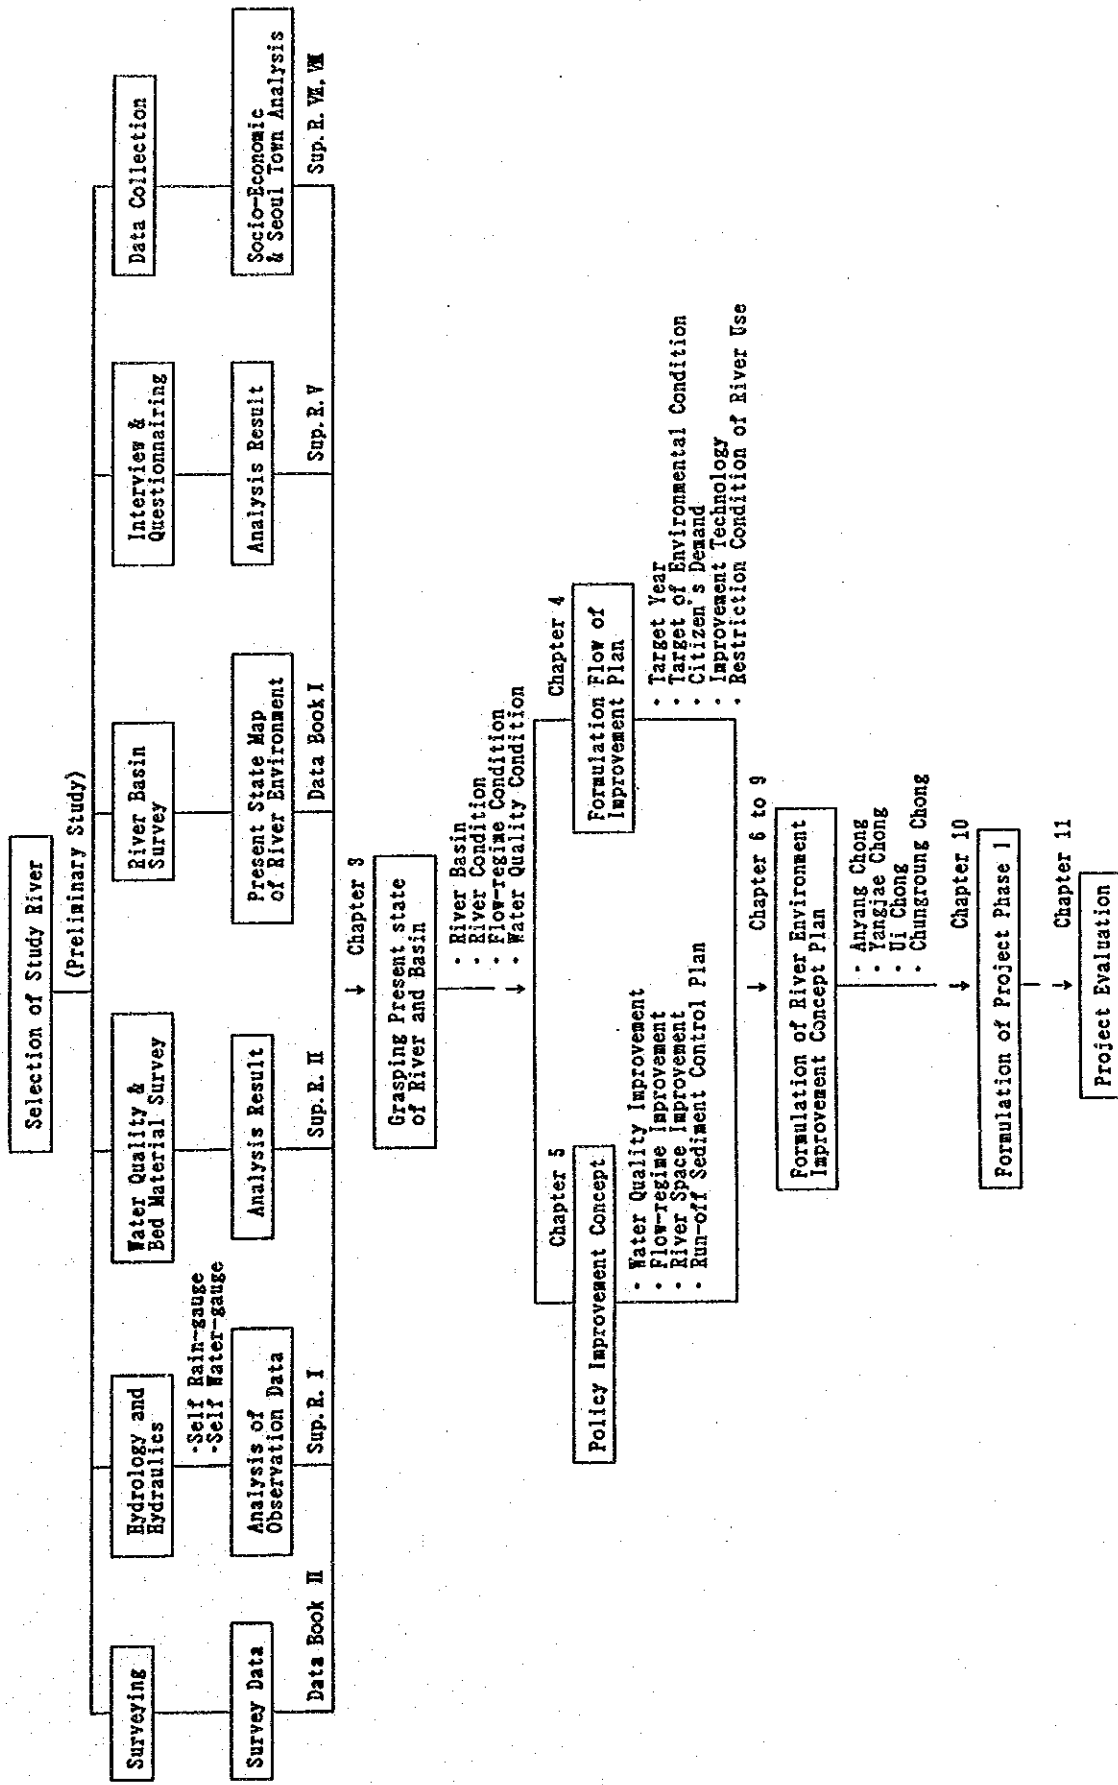 Selection of Study River
(Preliminary Study)
Surveying
Hydrology and
Hydraulics
Water Quality &
Bed Material Survey
River Basin
Survey
Interview &
Questionnairing
Data Collection
·Self Rain-gauge
·Self Water-gauge
Survey Data
Analysis of
Observation Data
Analysis Result
Present State Map
of River Environment
Analysis Result
Socio-Economic
& Seoul Town Analysis
Data Book II
Sup. R. I
Sup. R. II
Data Book I
Sup. R. V
Sup. R. VII, VIII
↓ Chapter 3
Grasping Present state
of River and Basin
· River Basin
· River Condition
· Flow-regime Condition
· Water Quality Condition
↓
Chapter 5
Policy Improvement Concept
· Water Quality Improvement
· Flow-regime Improvement
· River Space Improvement
· Run-off Sediment Control Plan
Chapter 4
Formulation Flow of
Improvement Plan
· Target Year
· Target of Environmental Condition
· Citizen's Demand
· Improvement Technology
· Restriction Condition of River Use
↓ Chapter 6 to 9
Formulation of River Environment
Improvement Concept Plan
· Anyang Chong
· Yangjae Chong
· Ui Chong
· Chungroung Chong
↓ Chapter 10
Formulation of Project Phase 1
↓ Chapter 11
Project Evaluation